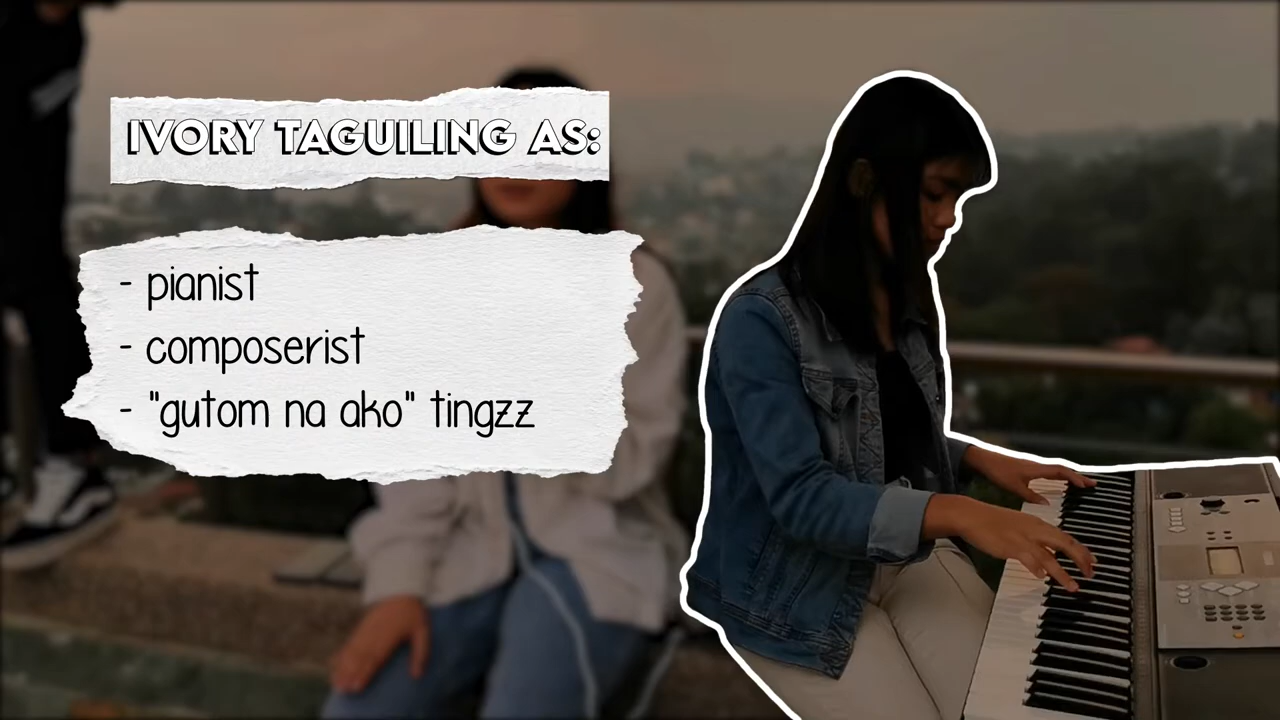 IVORY TAGUILING AS:
- pianist
- composerist
- "gutom na ako" tingzz